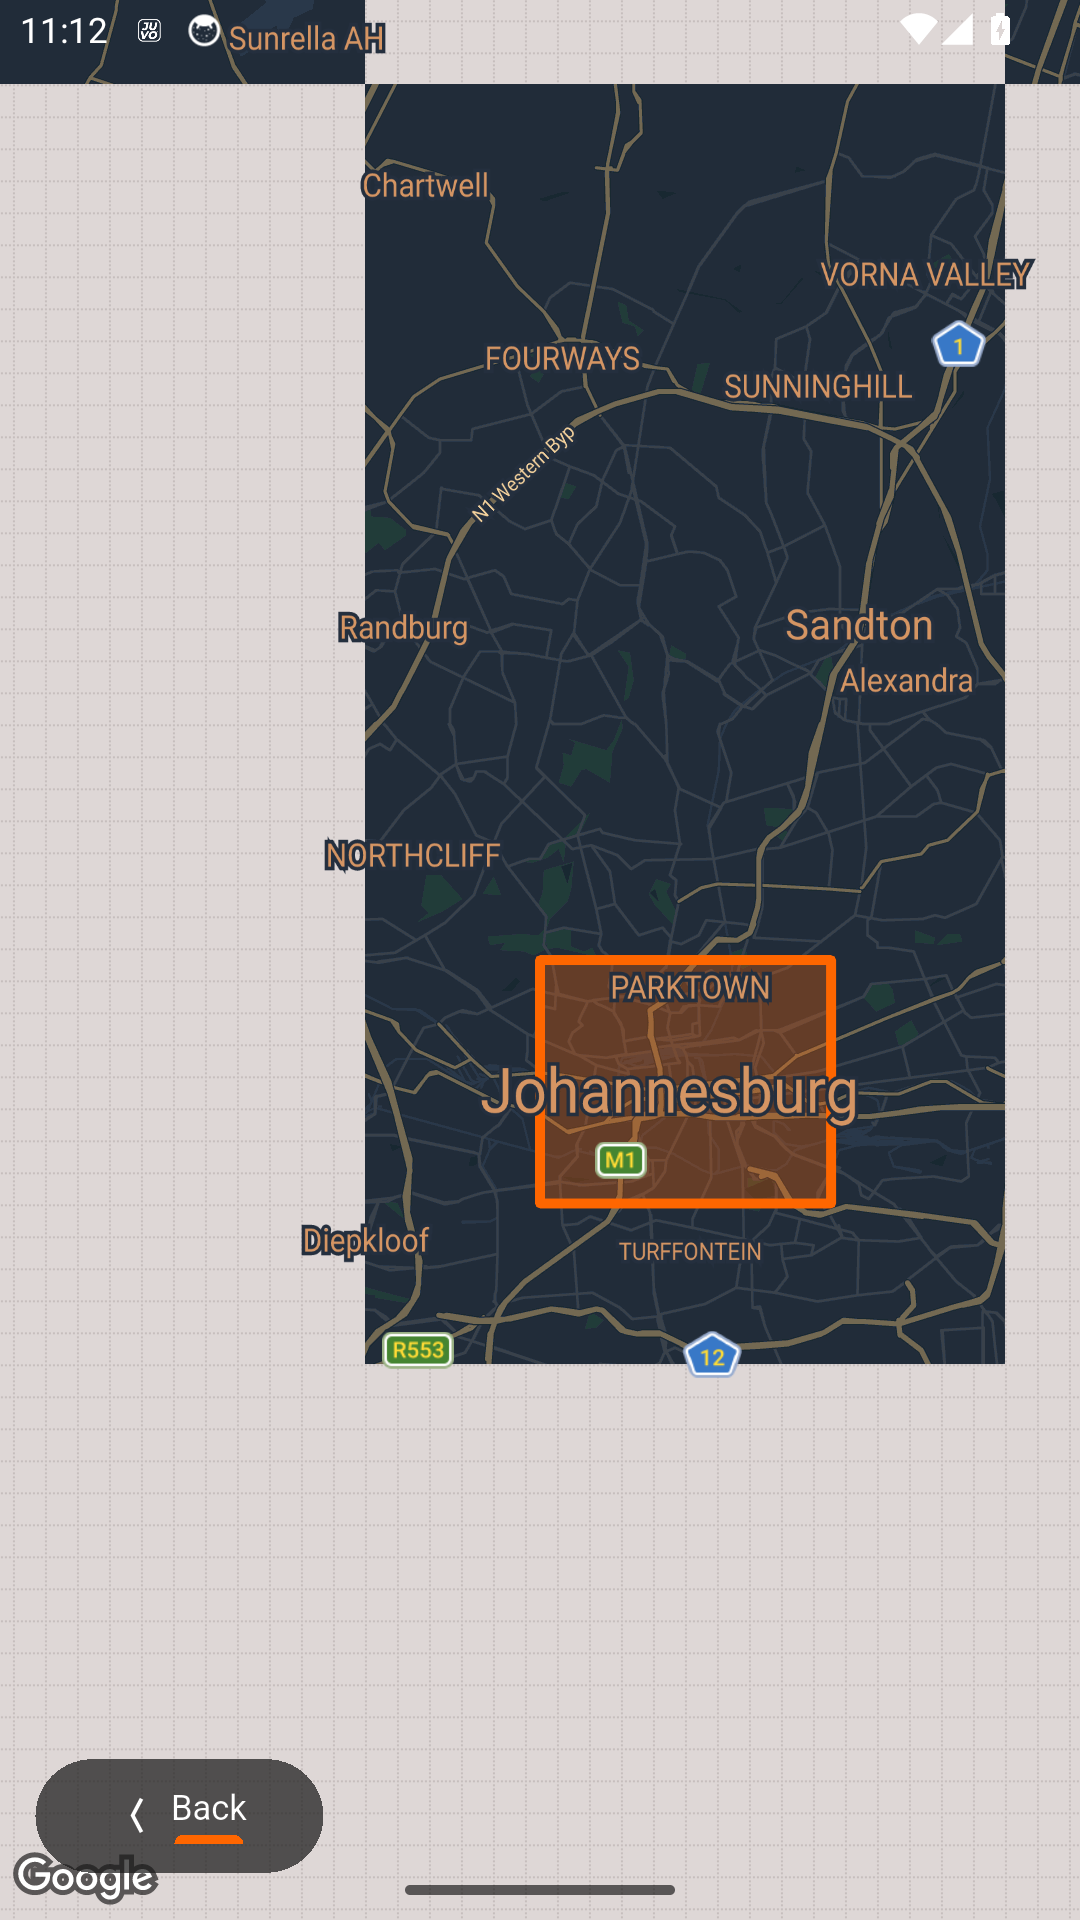 11:12
JUVO
Sunrella AH
Chartwell
VORNA VALLEY
1
FOURWAYS
SUNNINGHILL
N1 Western Byp
Randburg
Sandton
Alexandra
NORTHCLIFF
PARKTOWN
Johannesburg
M1
Diepkloof
TURFFONTEIN
R553
12
Back
Google